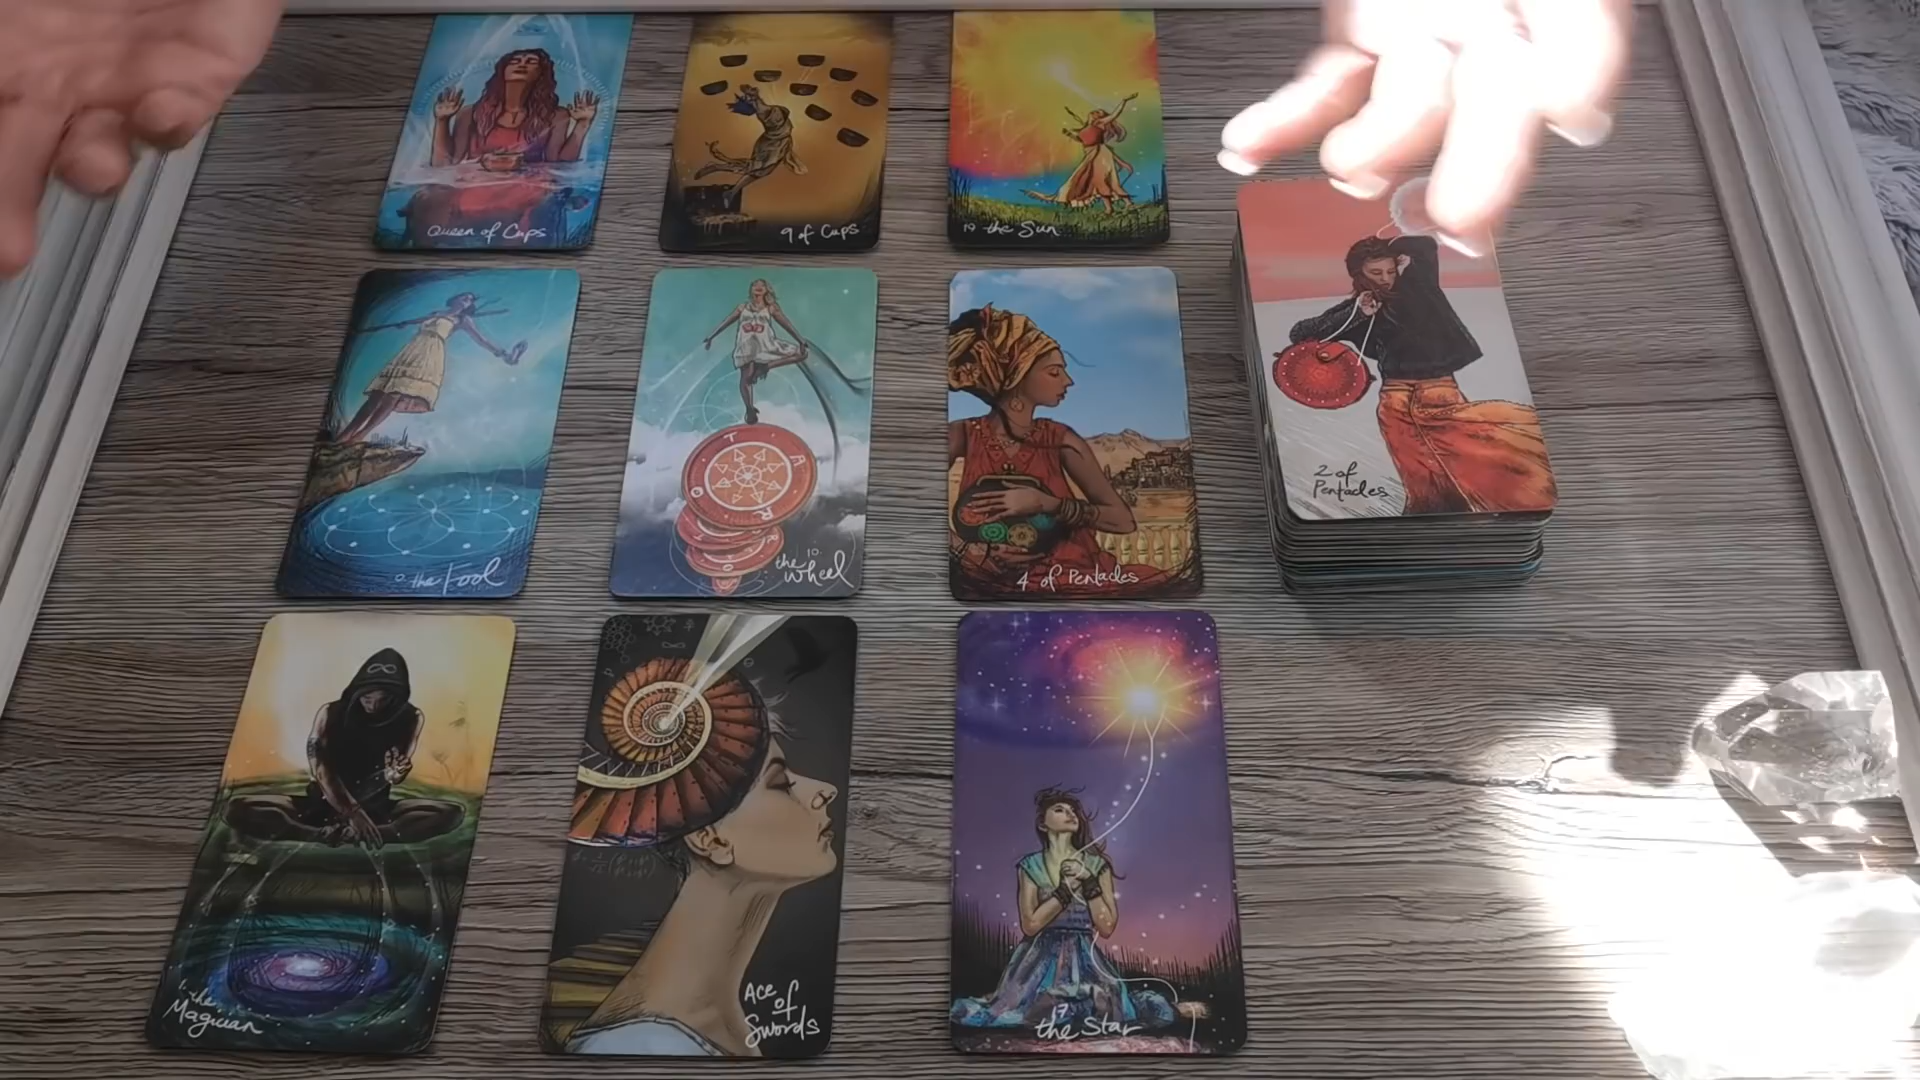 Queen of Cups
9 of Cups
19 the Sun
0 the Fool
10
the Wheel
T
A
R
O
4 of Pentacles
2 of
Pentacles
1. the
Magician
Ace
of
Swords
17
the Star